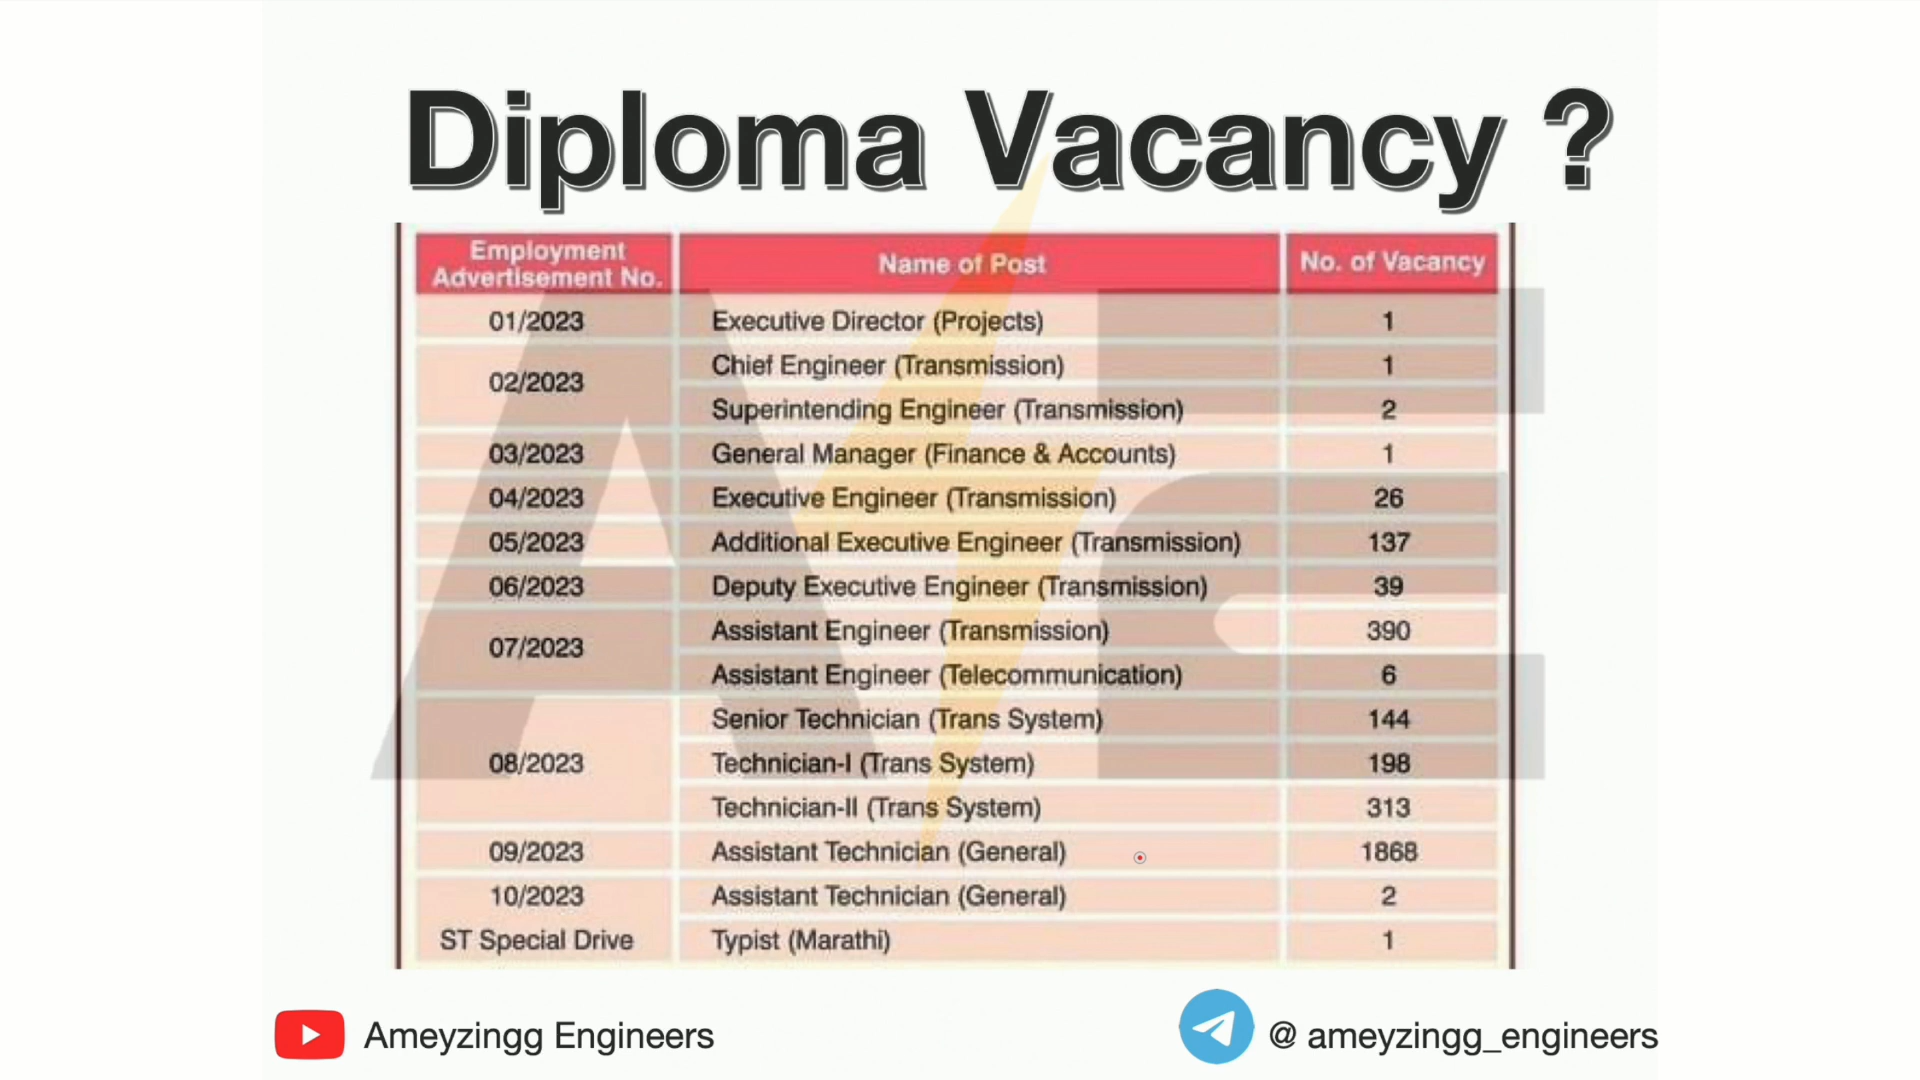 Diploma Vacancy ?
Employment Advertisement No. Name of Post No. of Vacancy
01/2023 Executive Director (Projects) 1
02/2023 Chief Engineer (Transmission) 1
Superintending Engineer (Transmission) 2
03/2023 General Manager (Finance & Accounts) 1
04/2023 Executive Engineer (Transmission) 26
05/2023 Additional Executive Engineer (Transmission) 137
06/2023 Deputy Executive Engineer (Transmission) 39
07/2023 Assistant Engineer (Transmission) 390
Assistant Engineer (Telecommunication) 6
08/2023 Senior Technician (Trans System) 144
Technician-I (Trans System) 198
Technician-II (Trans System) 313
09/2023 Assistant Technician (General) 1868
10/2023 Assistant Technician (General) 2
ST Special Drive Typist (Marathi) 1
Ameyzingg Engineers
@ ameyzingg_engineers